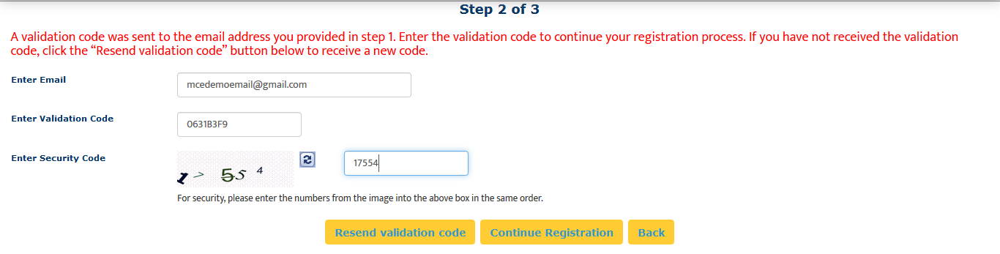 Step 2 of 3
A validation code was sent to the email address you provided in step 1. Enter the validation code to continue your registration process. If you have not received the validation
code, click the “Resend validation code” button below to receive a new code.
Enter Email
mcedemoemail@gmail.com
Enter Validation Code
0631B3F9
Enter Security Code
1 7 5 5 4
17554
For security, please enter the numbers from the image into the above box in the same order.
Resend validation code
Continue Registration
Back